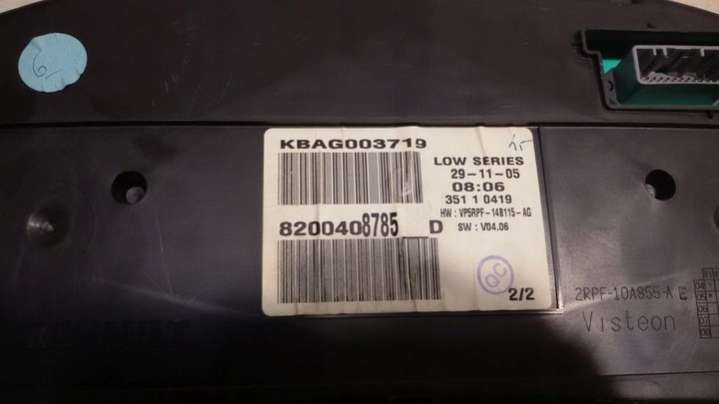 6
KBAG003719
LOW SERIES
29-11-05
08:06
351 1 0419
HW : VP5RPF-14B115-AG
SW : V04.06
8200408785 D
QC
2/2
2RPF-10A855-A E
Visteon